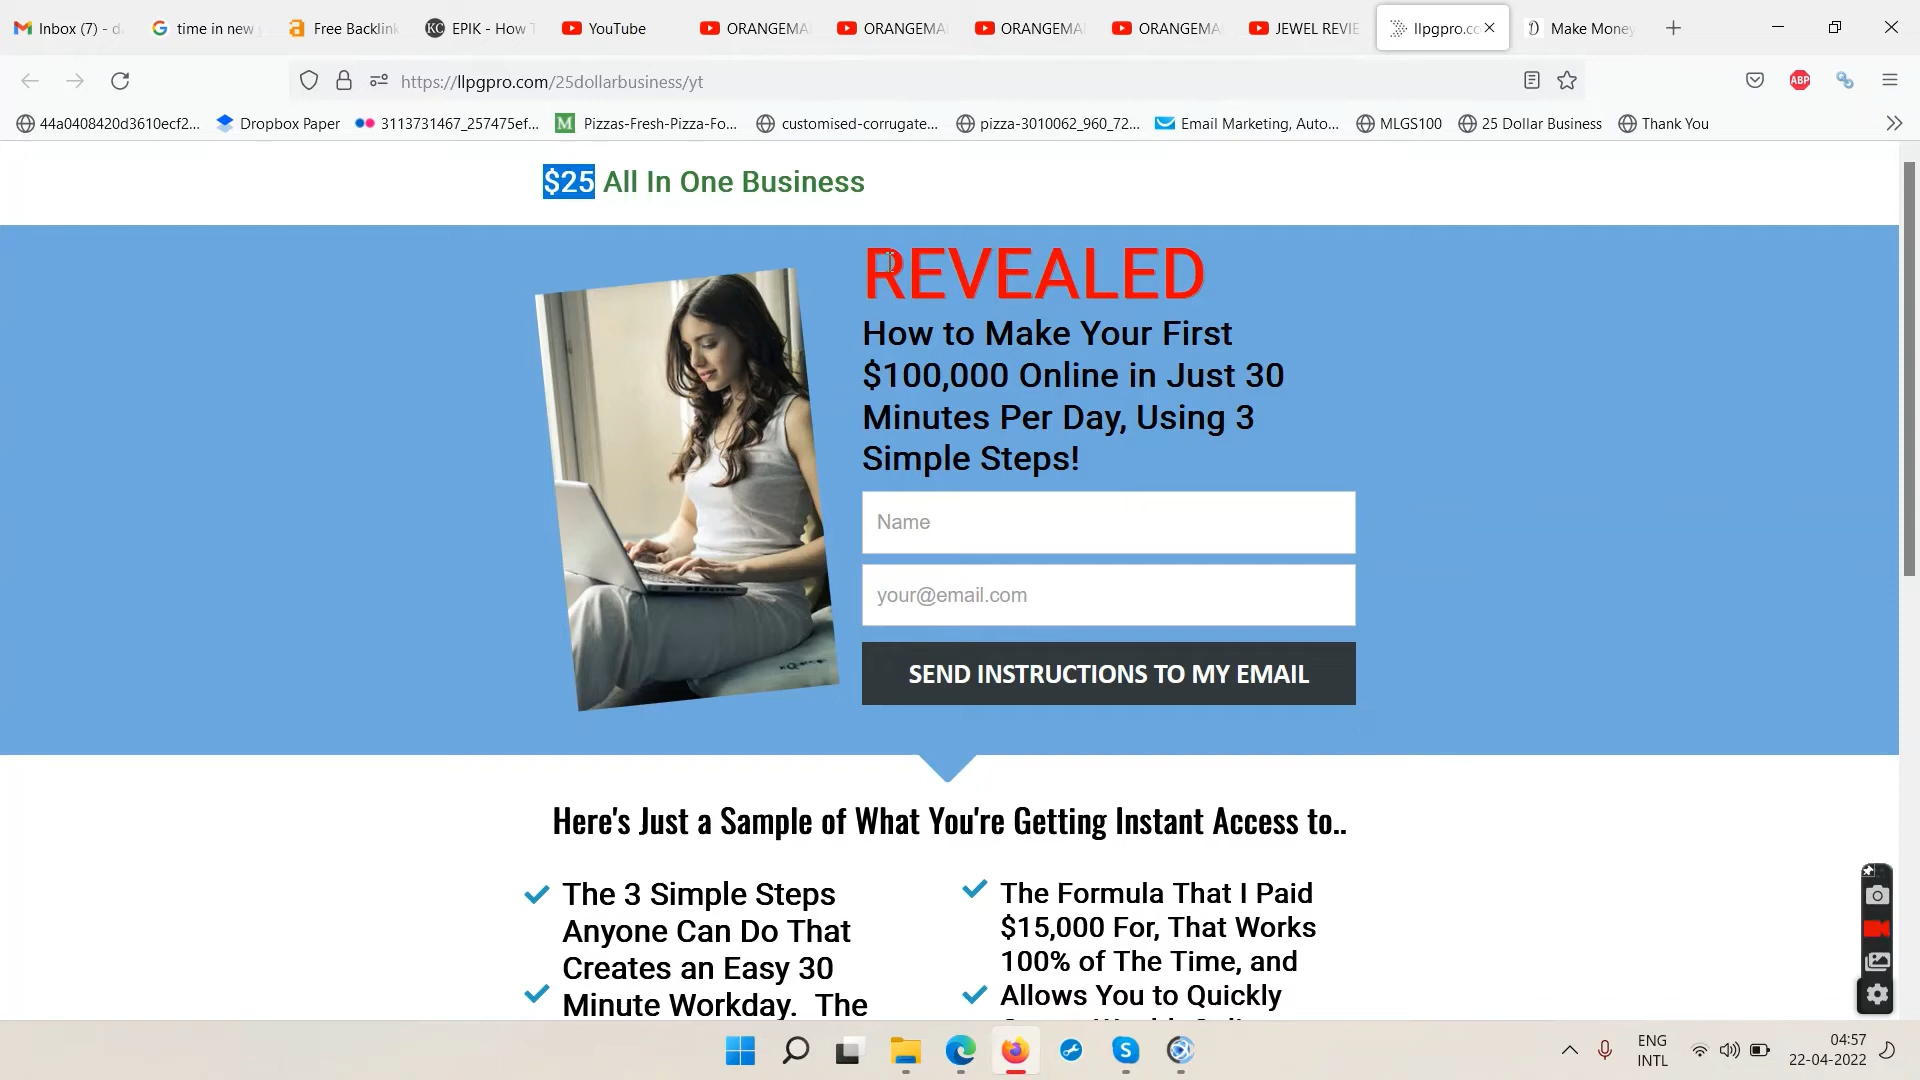 Inbox (7) - d
time in new
Free Backlink
KC
EPIK - How T
YouTube
ORANGEMA
ORANGEMA
ORANGEMA
ORANGEMA
JEWEL REVIE
llpgpro.co
Make Money
https://llpgpro.com/25dollarbusiness/yt
ABP
44a0408420d3610ecf2...
Dropbox Paper
3113731467_257475ef...
M
Pizzas-Fresh-Pizza-Fo...
customised-corrugate...
pizza-3010062_960_72...
Email Marketing, Auto...
MLGS100
25 Dollar Business
Thank You
$25 All In One Business
REVEALED
How to Make Your First
$100,000 Online in Just 30
Minutes Per Day, Using 3
Simple Steps!
Name
your@email.com
SEND INSTRUCTIONS TO MY EMAIL
Here's Just a Sample of What You're Getting Instant Access to..
The 3 Simple Steps
Anyone Can Do That
Creates an Easy 30
Minute Workday. The
The Formula That I Paid
$15,000 For, That Works
100% of The Time, and
Allows You to Quickly
ENG
INTL
04:57
22-04-2022